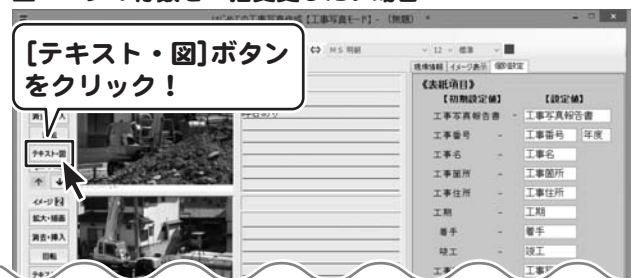 はじめての工事写真作成【工事写真モード】- (無題) *
[テキスト・図]ボタン
をクリック！
MS 明朝
12
標準
現場情報 イメージ表示 個別設定
《表紙項目》
【初期設定値】 【設定値】
工事写真報告書 - 工事写真報告書
工事番号 - 工事番号 年度
工事名 - 工事名
工事箇所 - 工事箇所
工事住所 - 工事住所
工期 - 工期
着手 - 着手
竣工 - 竣工
テキスト・図
イメージ
拡大・描画
消去・挿入
回転